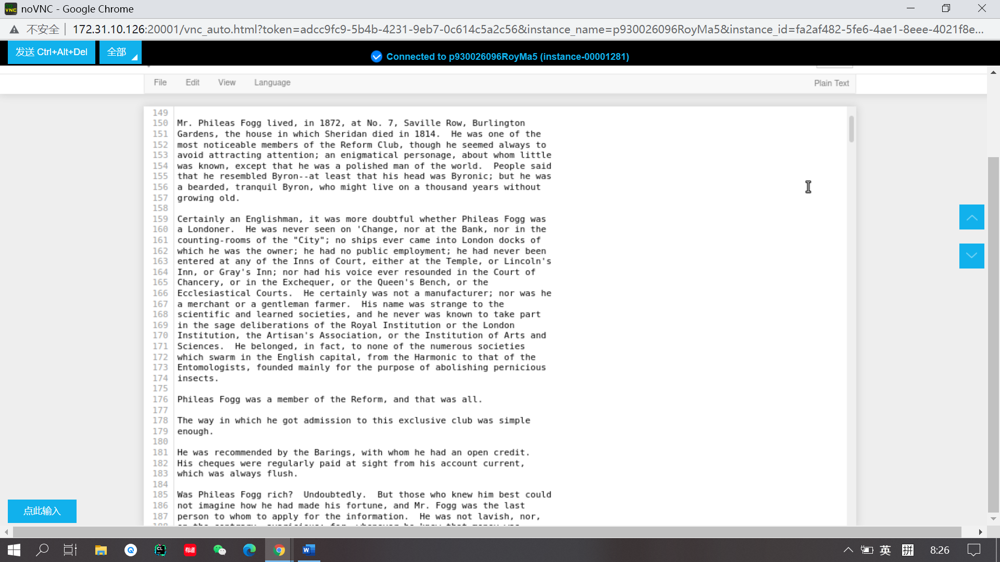 noVNC - Google Chrome
不安全 172.31.10.126:20001/vnc_auto.html?token=adcc9fc9-5b4b-4231-9eb7-0c614c5a2c56&instance_name=p930026096RoyMa5&instance_id=fa2af482-5fe6-4ae1-8eee-4021f8e...
发送 Ctrl+Alt+Del 全部
Connected to p930026096RoyMa5 (instance-00001281)
File Edit View Language Plain Text
149
150 Mr. Phileas Fogg lived, in 1872, at No. 7, Saville Row, Burlington
151 Gardens, the house in which Sheridan died in 1814.  He was one of the
152 most noticeable members of the Reform Club, though he seemed always to
153 avoid attracting attention; an enigmatical personage, about whom little
154 was known, except that he was a polished man of the world.  People said
155 that he resembled Byron--at least that his head was Byronic; but he was
156 a bearded, tranquil Byron, who might live on a thousand years without
157 growing old.
158
159 Certainly an Englishman, it was more doubtful whether Phileas Fogg was
160 a Londoner.  He was never seen on 'Change, nor at the Bank, nor in the
161 counting-rooms of the "City"; no ships ever came into London docks of
162 which he was the owner; he had no public employment; he had never been
163 entered at any of the Inns of Court, either at the Temple, or Lincoln's
164 Inn, or Gray's Inn; nor had his voice ever resounded in the Court of
165 Chancery, or in the Exchequer, or the Queen's Bench, or the
166 Ecclesiastical Courts.  He certainly was not a manufacturer; nor was he
167 a merchant or a gentleman farmer.  His name was strange to the
168 scientific and learned societies, and he never was known to take part
169 in the sage deliberations of the Royal Institution or the London
170 Institution, the Artisan's Association, or the Institution of Arts and
171 Sciences.  He belonged, in fact, to none of the numerous societies
172 which swarm in the English capital, from the Harmonic to that of the
173 Entomologists, founded mainly for the purpose of abolishing pernicious
174 insects.
175
176 Phileas Fogg was a member of the Reform, and that was all.
177
178 The way in which he got admission to this exclusive club was simple
179 enough.
180
181 He was recommended by the Barings, with whom he had an open credit.
182 His cheques were regularly paid at sight from his account current,
183 which was always flush.
184
185 Was Phileas Fogg rich?  Undoubtedly.  But those who knew him best could
186 not imagine how he had made his fortune, and Mr. Fogg was the last
187 person to whom to apply for the information.  He was not lavish, nor,
点此输入
英 拼 8:26